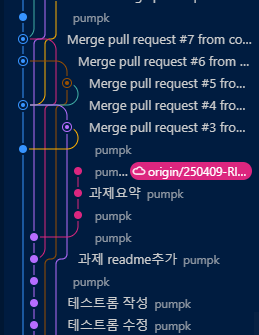 pumpk
Merge pull request #7 from co...
Merge pull request #6 from ...
Merge pull request #5 fro...
Merge pull request #4 fro...
Merge pull request #3 fro...
pumpk
pum... origin/250409-RI...
과제요약 pumpk
pumpk
pumpk
과제 readme추가 pumpk
pumpk
테스트룸 작성 pumpk
테스트룸 수정 pumpk